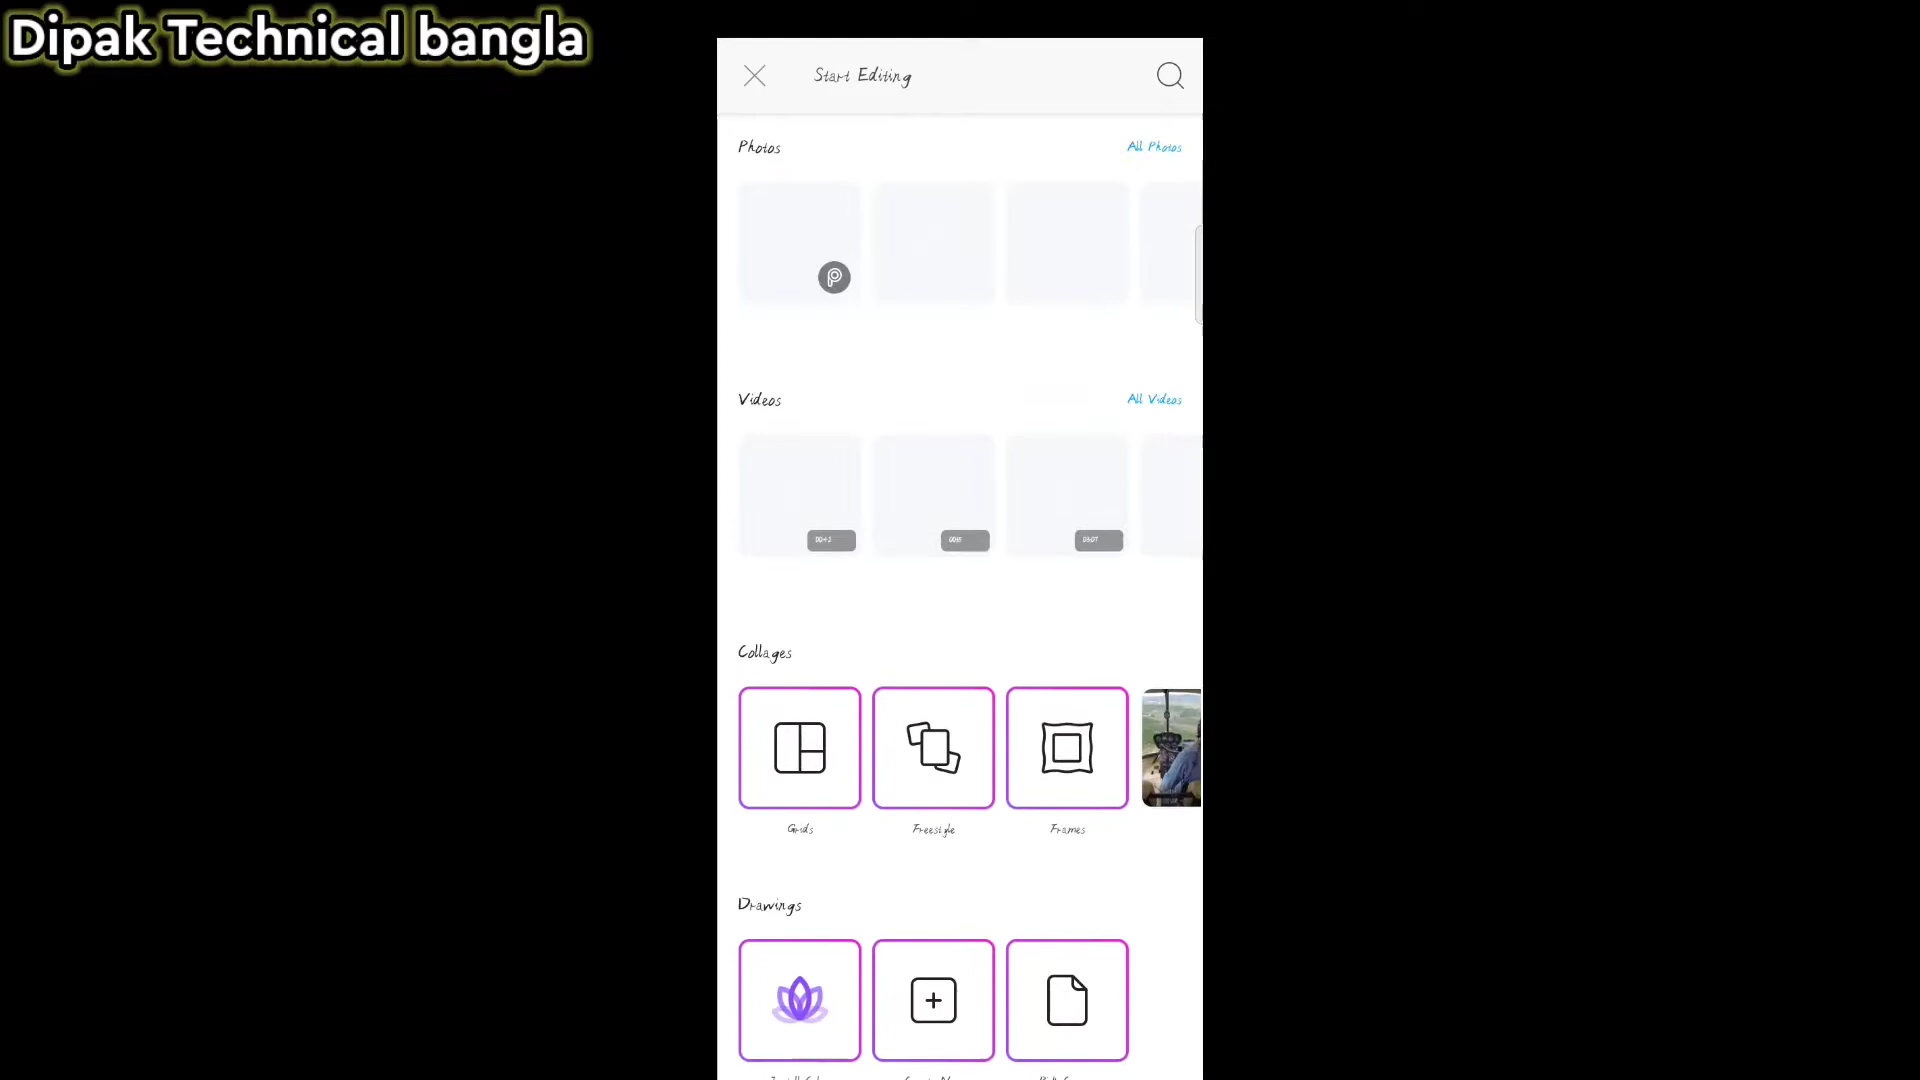 Dipak Technical bangla
Start Editing
Photos
All Photos
Videos
All Videos
Collages
Grids
Freestyle
Frames
Drawings